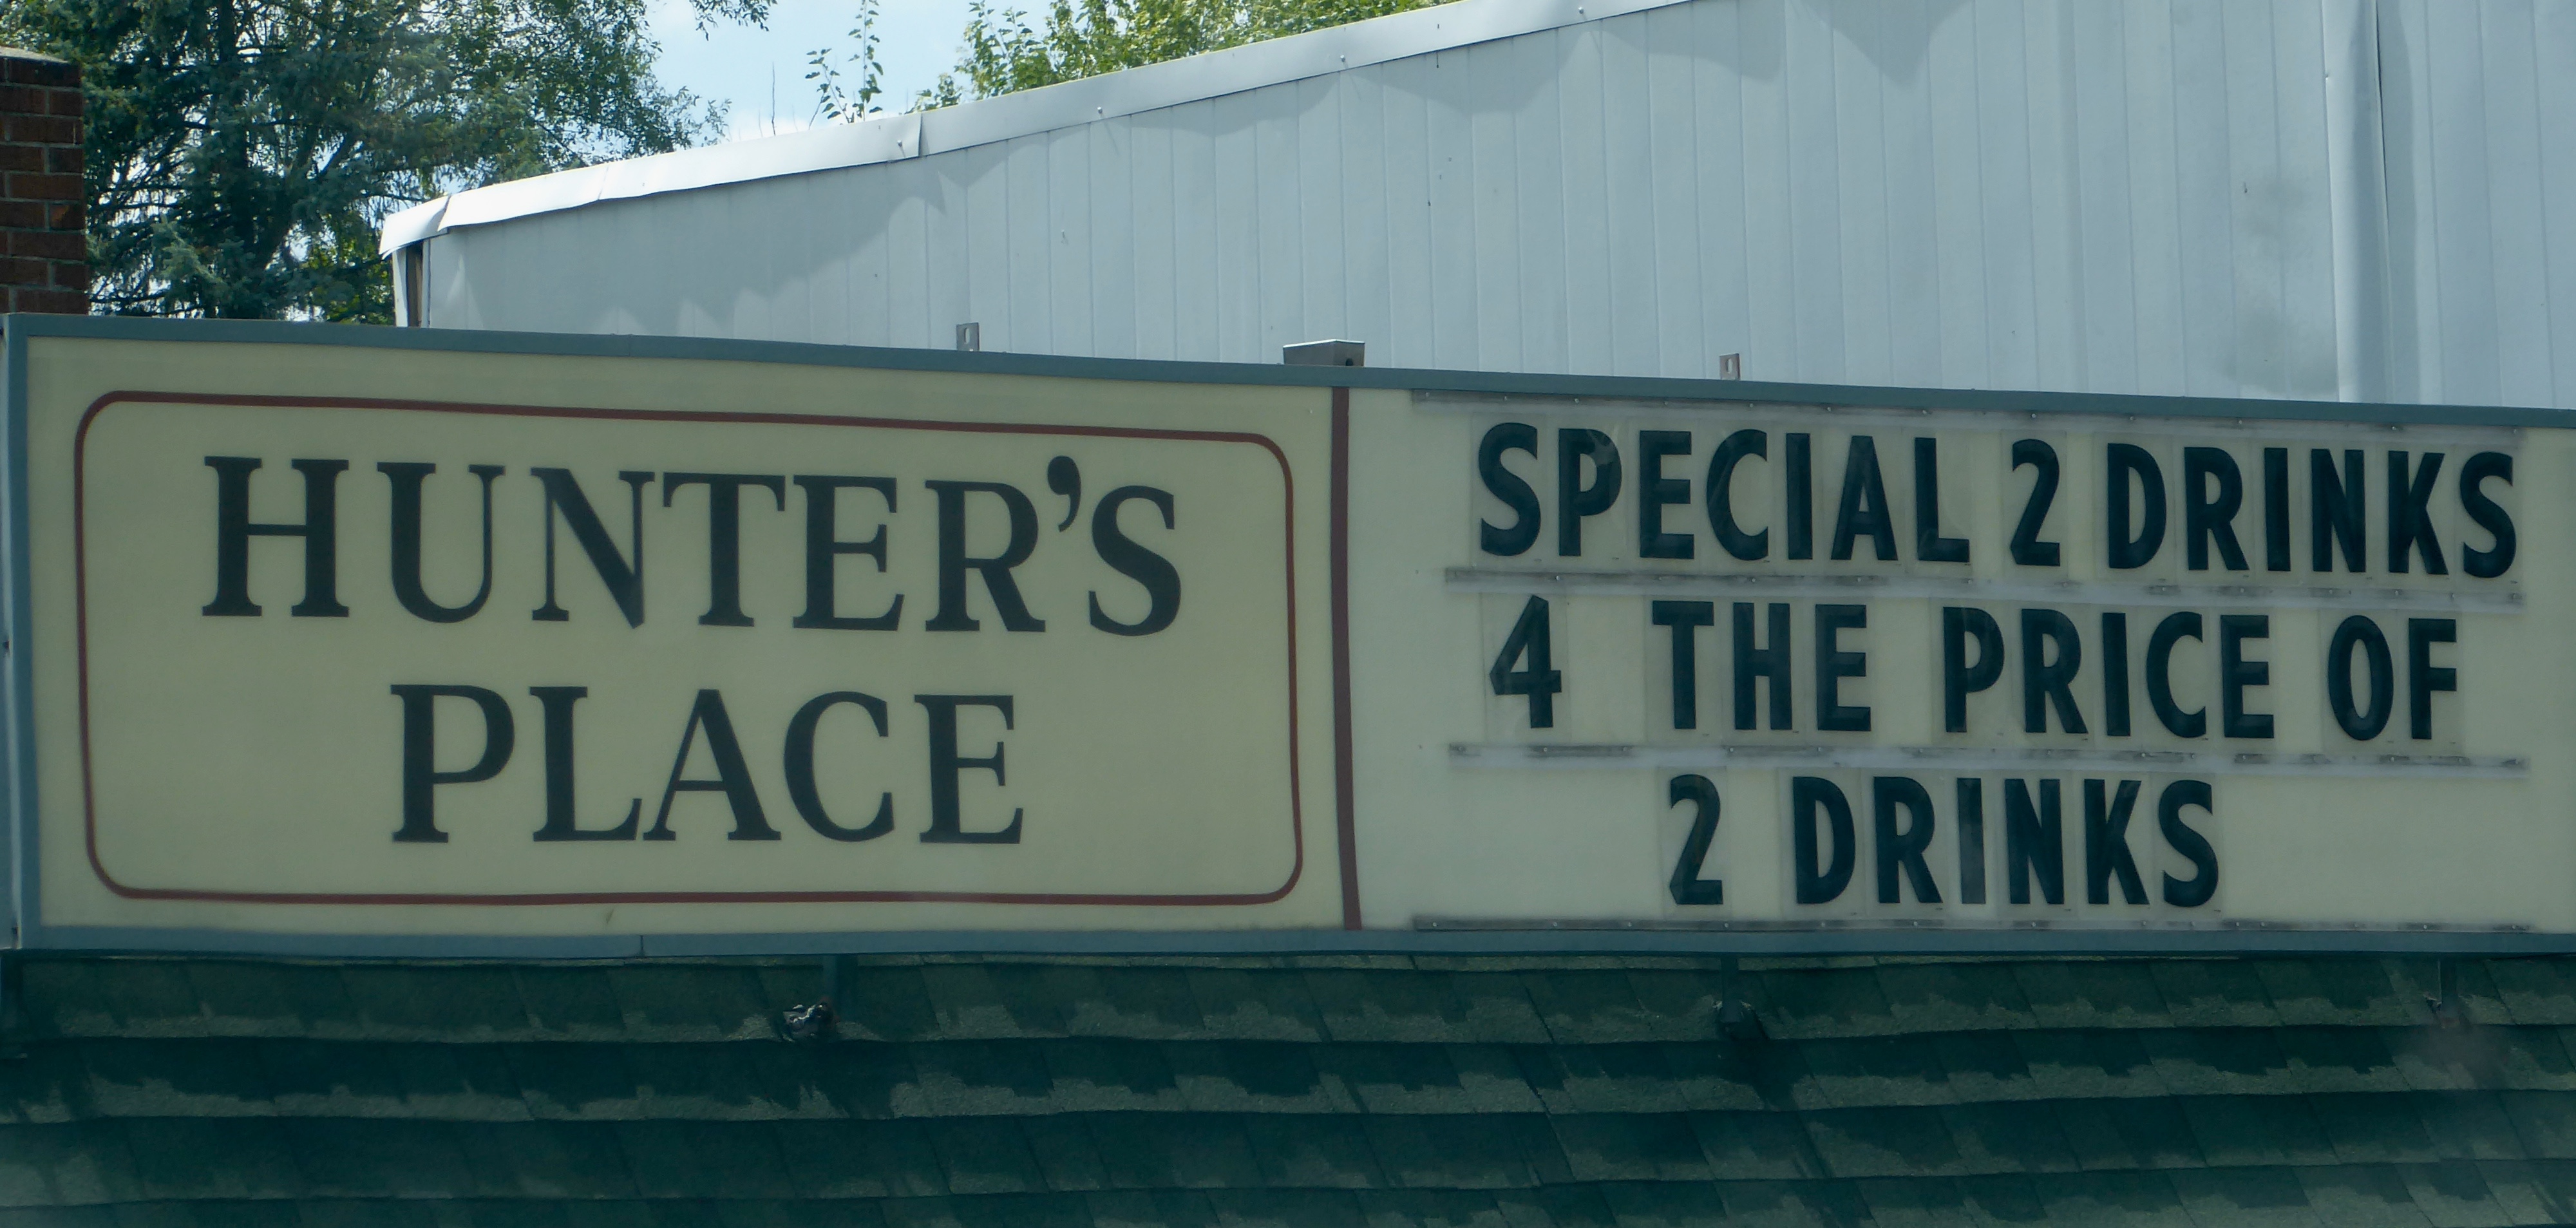 HUNTER'S
PLACE
SPECIAL 2 DRINKS
4 THE PRICE OF
2 DRINKS